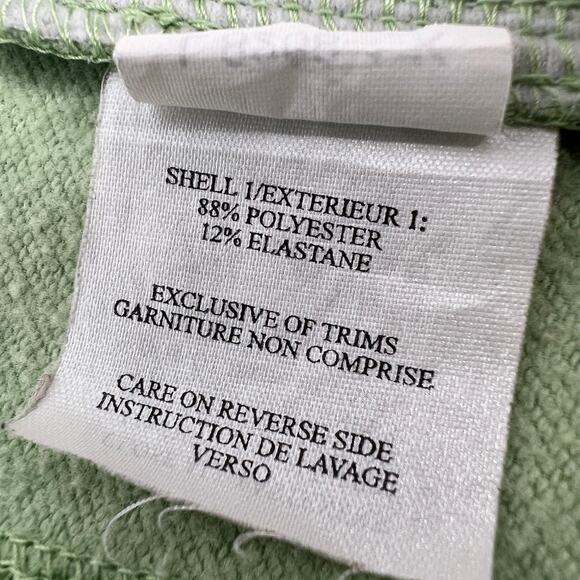 SHELL 1/EXTERIEUR 1:
88% POLYESTER
12% ELASTANE
EXCLUSIVE OF TRIMS
GARNITURE NON COMPRISE
CARE ON REVERSE SIDE
INSTRUCTION DE LAVAGE
VERSO